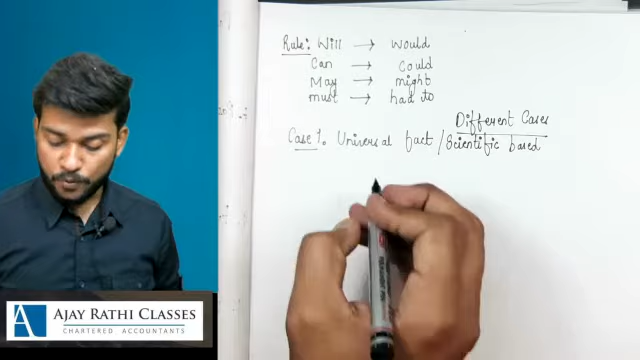 Rule: Will → would
Can → could
May → might
must → had to
Different Cases
Case 1. Universal fact / Scientific based
AJAY RATHI CLASSES
CHARTERED ACCOUNTANTS